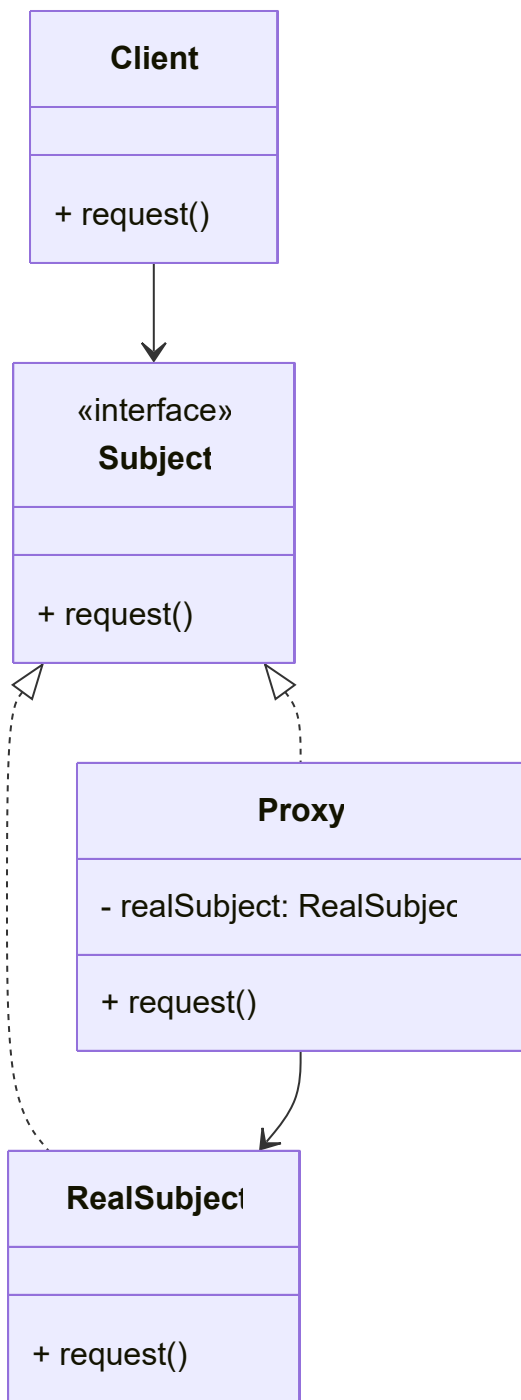 Client
+ request()
«interface»
Subject
+ request()
Proxy
- realSubject: RealSubjec
+ request()
RealSubject
+ request()